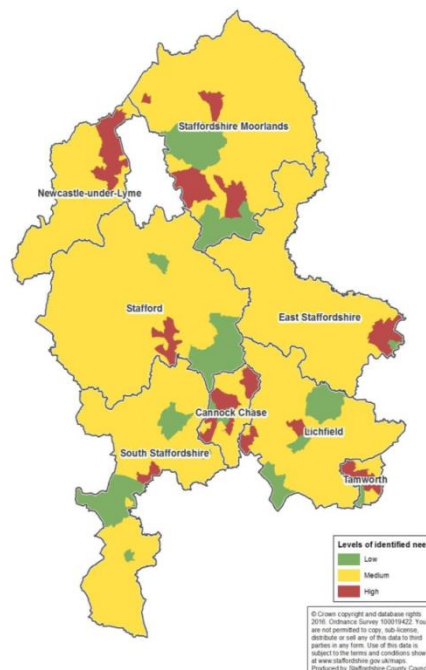 Staffordshire Moorlands
Newcastle-under-Lyme
Stafford
East Staffordshire
Cannock Chase
Lichfield
South Staffordshire
Tamworth
Levels of identified nee
Low
Medium
High
© Crown copyright and database rights
2016. Ordnance Survey 100019422. You
are not permitted to copy, sub-license,
distribute or sell any of this data to third
parties in any form. Use of this data is
subject to the terms and conditions show
at www.staffordshire.gov.uk/maps.
Produced by Staffordshire County Counc